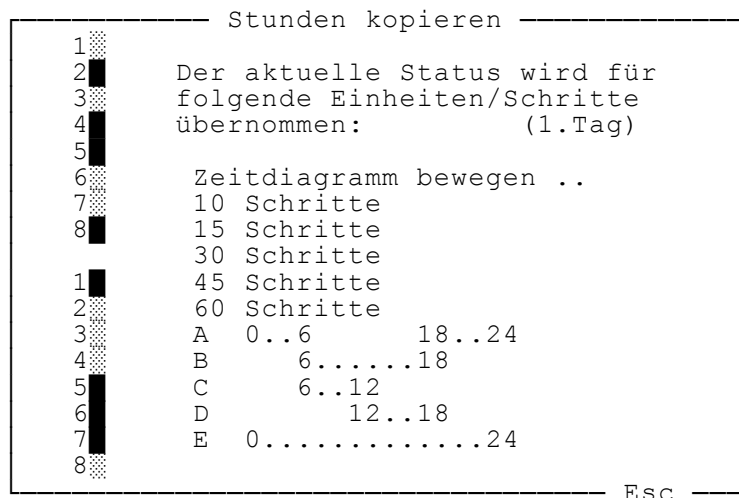 Stunden kopieren
1
2 Der aktuelle Status wird für
3 folgende Einheiten/Schritte
4 übernommen: (1.Tag)
5
6 Zeitdiagramm bewegen ..
7 10 Schritte
8 15 Schritte
30 Schritte
1 45 Schritte
2 60 Schritte
3 A 0..6 18..24
4 B 6......18
5 C 6..12
6 D 12..18
7 E 0.............24
8
Esc